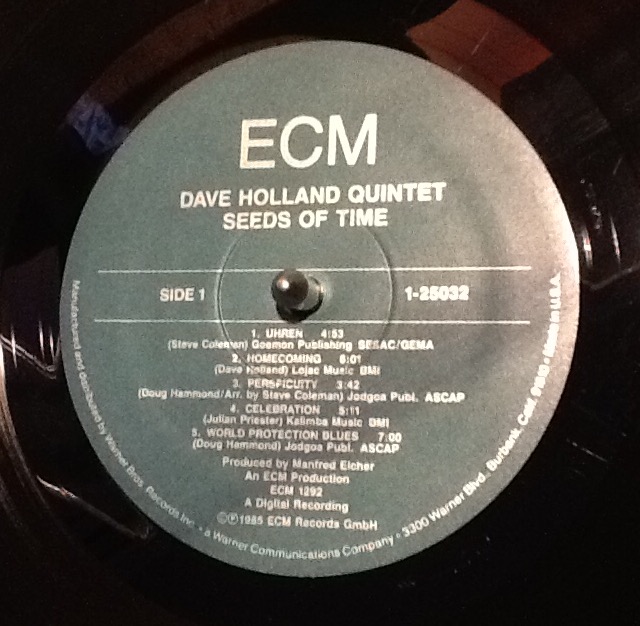 ECM
DAVE HOLLAND QUINTET
SEEDS OF TIME
SIDE 1
1-25032
1. UHREN 4:53
(Steve Coleman) Goemon Publishing SESAC/GEMA
2. HOMECOMING 6:01
(Dave Holland) Lojac Music BMI
3. PERSPICUITY 3:42
(Doug Hammond/Arr. by Steve Coleman) Jodgoa Publ. ASCAP
4. CELEBRATION 5:11
(Julian Priester) Kalimba Music BMI
5. WORLD PROTECTION BLUES 7:00
(Doug Hammond) Jodgoa Publ. ASCAP
Produced by Manfred Eicher
An ECM Production
ECM 1292
A Digital Recording
©℗1985 ECM Records GmbH
Manufactured and distributed by Warner Bros. Records Inc. • a Warner Communications Company • 3300 Warner Blvd., Burbank, Calif. • Made in U.S.A.